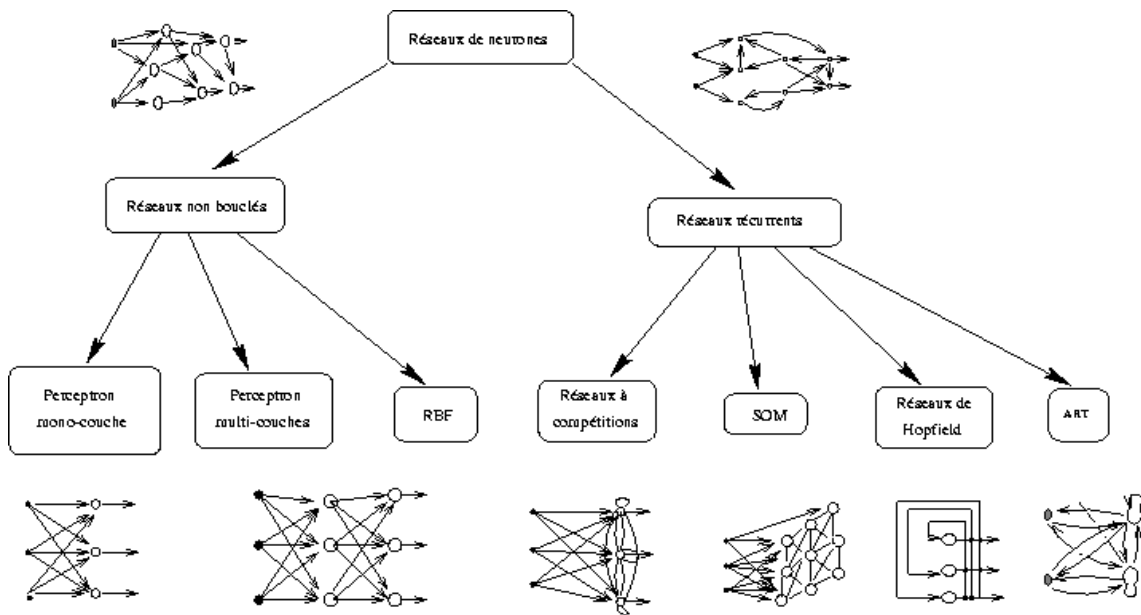 Réseaux de neurones
Réseaux non bouclés
Réseaux récurrents
Perceptron
mono-couche
Perceptron
multi-couches
RBF
Réseaux à
compétitions
SOM
Réseaux de
Hopfield
ART